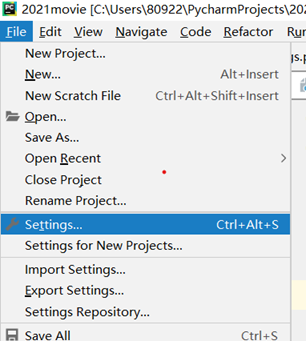 PC 2021movie [C:\Users\80922\PycharmProjects\202
File Edit View Navigate Code Refactor Ru
New Project...
New... Alt+Insert
gs.p
New Scratch File Ctrl+Alt+Shift+Insert
Open...
Save As...
Open Recent
Close Project
Rename Project...
Settings... Ctrl+Alt+S
Settings for New Projects...
Import Settings...
Export Settings...
Settings Repository...
Save All Ctrl+S